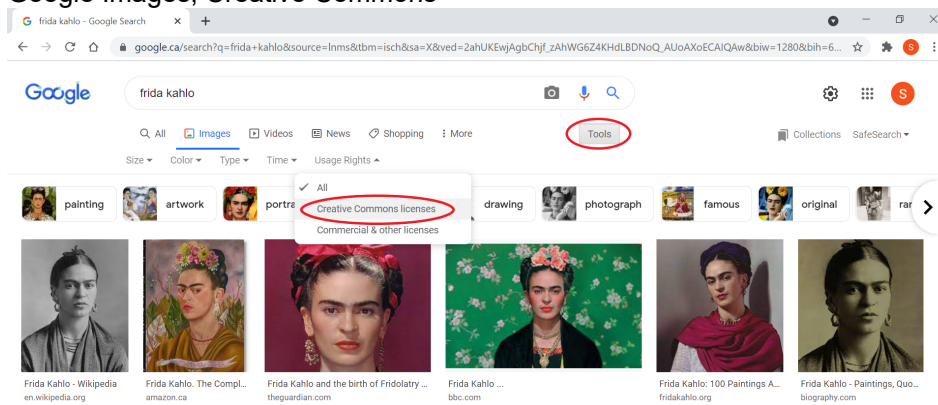 Google Images, Creative Commons
frida kahlo - Google Search
google.ca/search?q=frida+kahlo&source=lnms&tbm=isch&sa=X&ved=2ahUKEwjAgbChjf_zAhWG6Z4KHdLBDNoQ_AUoAXoECAIQAw&biw=1280&bih=6...
S
Google
frida kahlo
S
All Images Videos News Shopping More Tools Collections SafeSearch
Size Color Type Time Usage Rights
All
Creative Commons licenses
Commercial & other licenses
painting artwork portra drawing photograph famous original rar
Frida Kahlo - Wikipedia Frida Kahlo. The Compl... Frida Kahlo and the birth of Fridolatry ... Frida Kahlo ... Frida Kahlo: 100 Paintings A... Frida Kahlo - Paintings, Quo...
en.wikipedia.org amazon.ca theguardian.com bbc.com fridakahlo.org biography.com